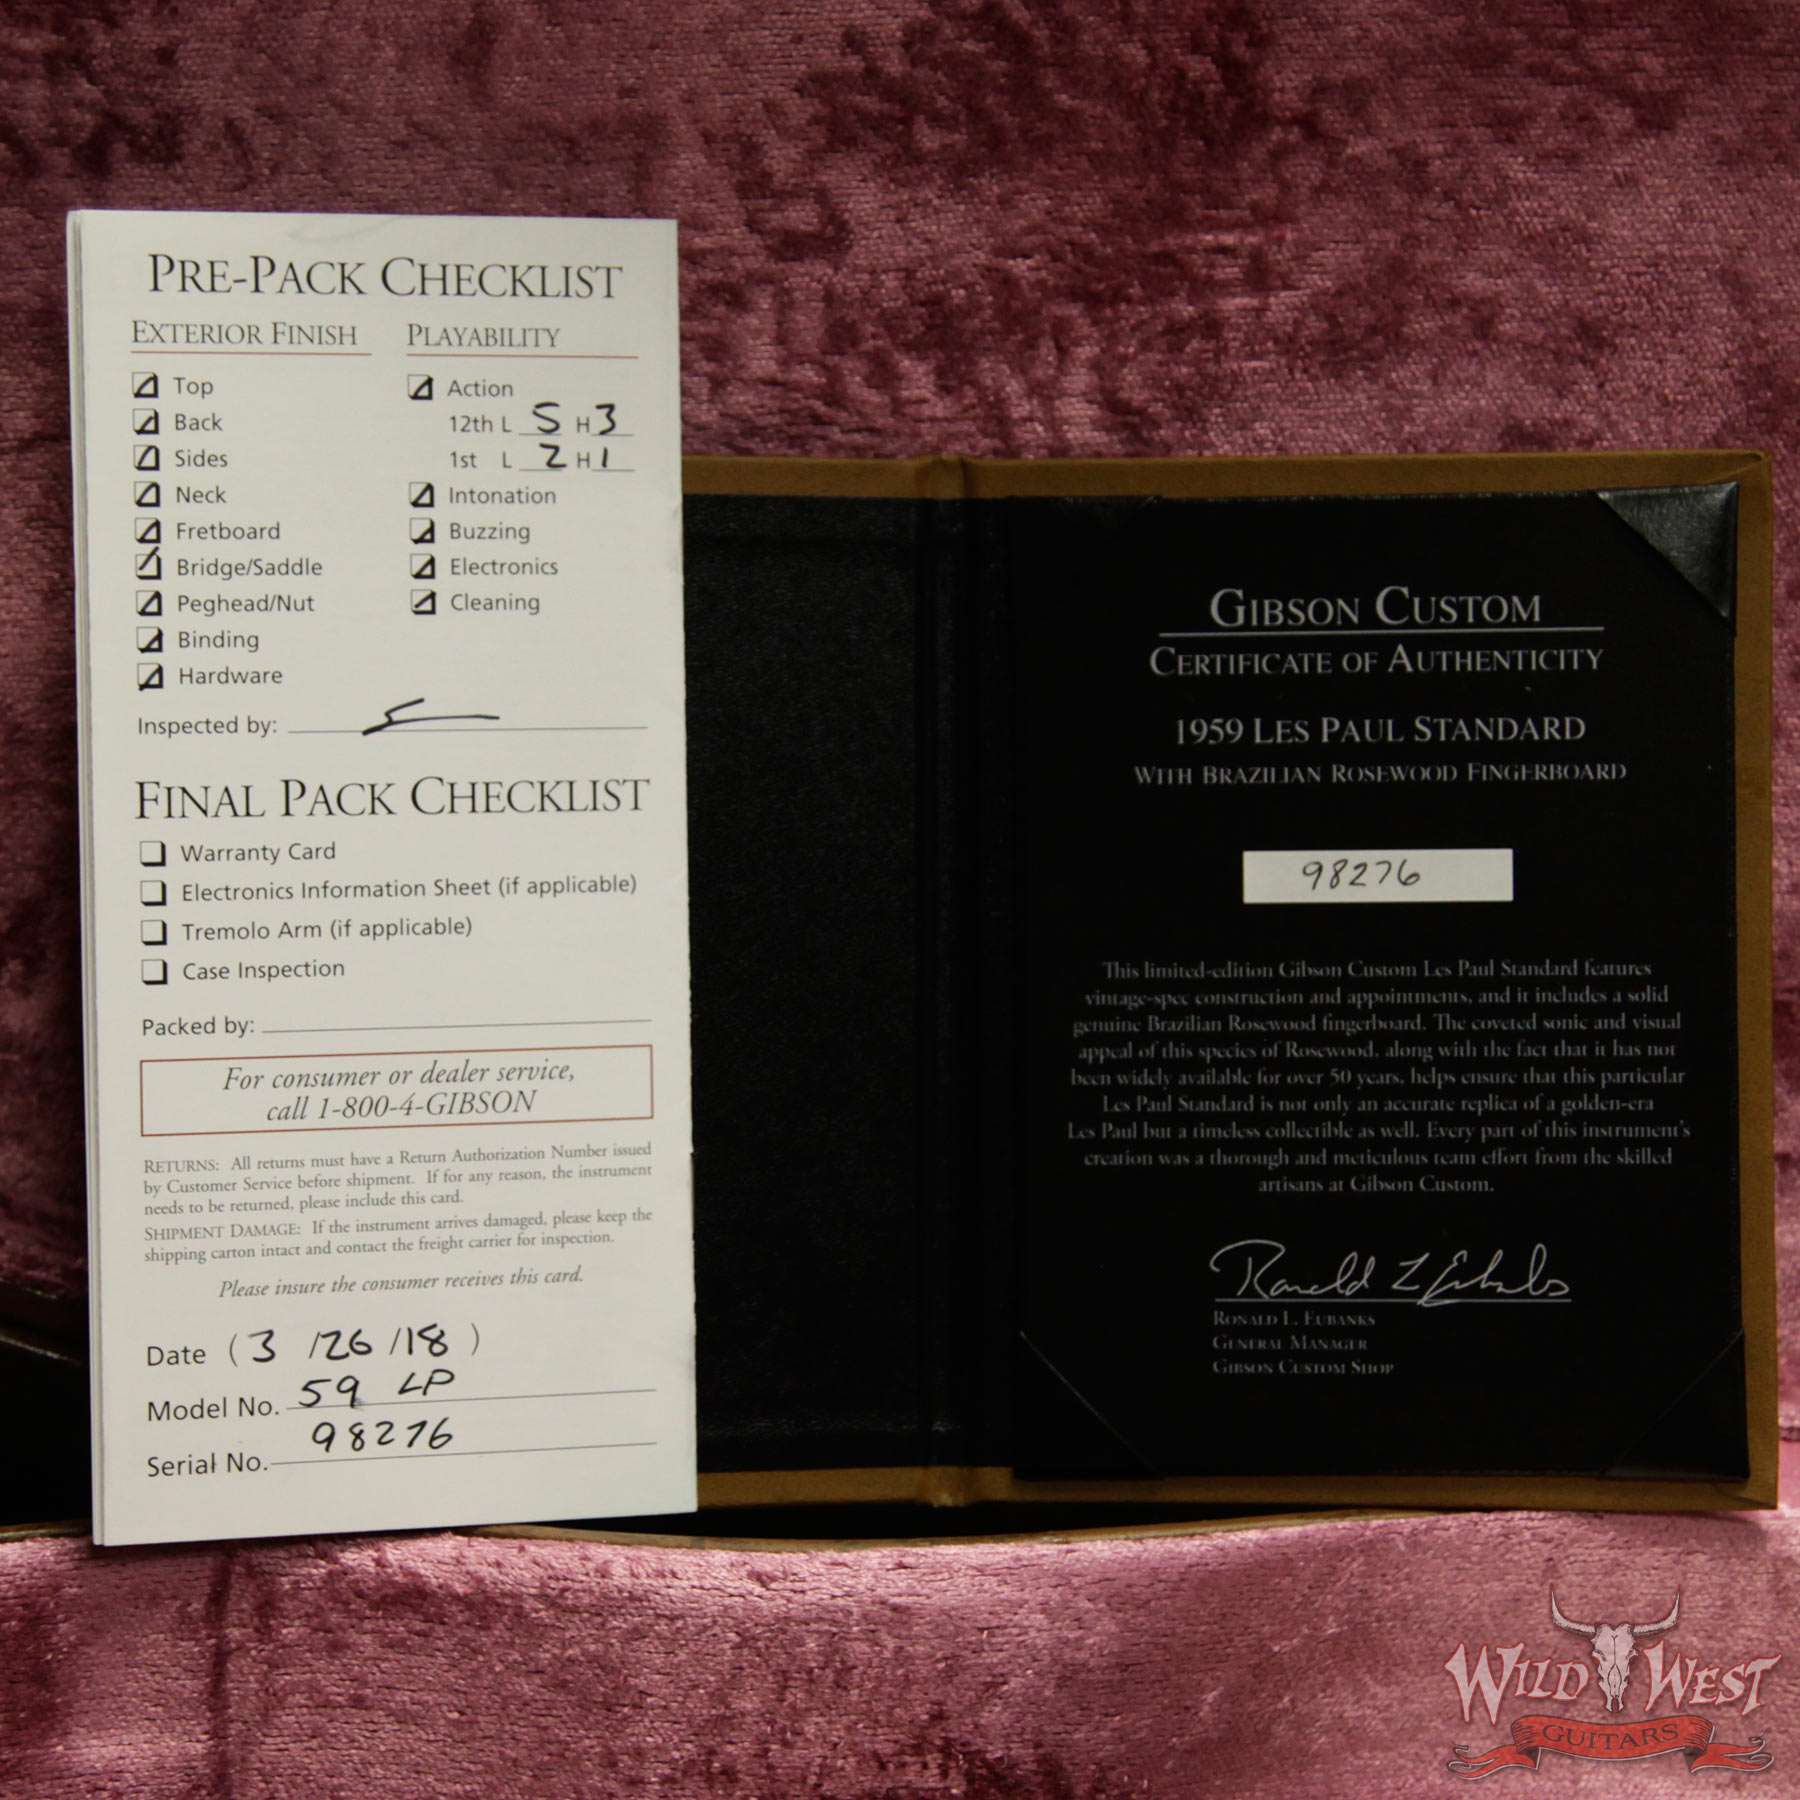 PRE-PACK CHECKLIST
EXTERIOR FINISH
Top
Back
Sides
Neck
Fretboard
Bridge/Saddle
Peghead/Nut
Binding
Hardware
PLAYABILITY
Action
12th L 5 H 3
1st L 2 H 1
Intonation
Buzzing
Electronics
Cleaning
Inspected by:
FINAL PACK CHECKLIST
Warranty Card
Electronics Information Sheet (if applicable)
Tremolo Arm (if applicable)
Case Inspection
Packed by:
For consumer or dealer service,
call 1-800-4-GIBSON
RETURNS: All returns must have a Return Authorization Number issued
by Customer Service before shipment. If for any reason, the instrument
needs to be returned, please include this card.
SHIPMENT DAMAGE: If the instrument arrives damaged, please keep the
shipping carton intact and contact the freight carrier for inspection.
Please insure the consumer receives this card.
Date (3/26/18)
Model No. 59 LP
Serial No. 98276
GIBSON CUSTOM
CERTIFICATE OF AUTHENTICITY
1959 LES PAUL STANDARD
WITH BRAZILIAN ROSEWOOD FINGERBOARD
98276
This limited-edition Gibson Custom Les Paul Standard features
vintage-spec construction and appointments, and it includes a solid
genuine Brazilian Rosewood fingerboard. The coveted sonic and visual
appeal of this species of Rosewood, along with the fact that it has not
been widely available for over 50 years, helps ensure that this particular
Les Paul Standard is not only an accurate replica of a golden-era
Les Paul but a timeless collectible as well. Every part of this instrument's
creation was a thorough and meticulous team effort from the skilled
artisans at Gibson Custom.
Ronald L Eubanks
RONALD L. EUBANKS
GENERAL MANAGER
GIBSON CUSTOM SHOP
WILD WEST
GUITARS